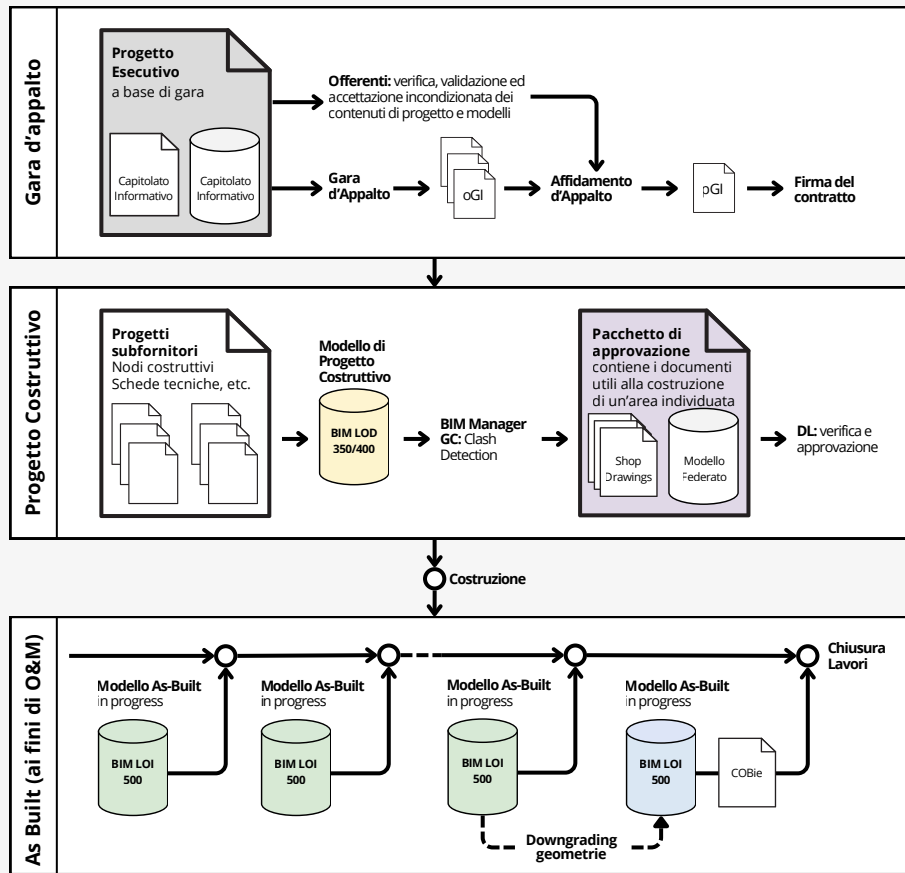 Gara d'appalto
Progetto
Esecutivo
a base di gara
Capitolato
Informativo
Capitolato
Informativo
Offerenti: verifica, validazione ed
accettazione incondizionata dei
contenuti di progetto e modelli
Gara
d'Appalto
oGI
Affidamento
d'Appalto
pGI
Firma del
contratto
Progetto Costruttivo
Progetti
subfornitori
Nodi costruttivi
Schede tecniche, etc.
Modello di
Progetto
Costruttivo
BIM LOD
350/400
BIM Manager
GC: Clash
Detection
Pacchetto di
approvazione
contiene i documenti
utili alla costruzione
di un'area individuata
Shop
Drawings
Modello
Federato
DL: verifica e
approvazione
Costruzione
As Built (ai fini di O&M)
Chiusura
Lavori
Modello As-Built
in progress
BIM LOI
500
Modello As-Built
in progress
BIM LOI
500
Modello As-Built
in progress
BIM LOI
500
Modello As-Built
in progress
BIM LOI
500
COBie
Downgrading
geometrie